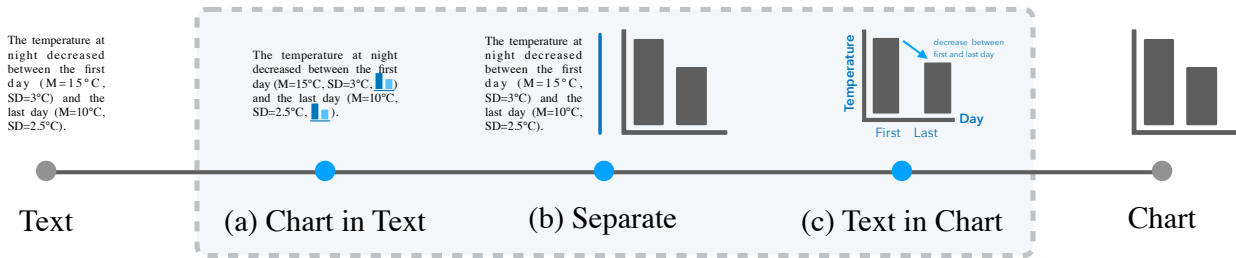 The temperature at
night decreased
between the first
day (M=15°C,
SD=3°C) and the
last day (M=10°C,
SD=2.5°C).
The temperature at night
decreased between the first
day (M=15°C, SD=3°C, )
and the last day (M=10°C,
SD=2.5°C, ).
The temperature at
night decreased
between the first
day (M=15°C,
SD=3°C) and the
last day (M=10°C,
SD=2.5°C).
Temperature
decrease between
first and last day
Day
First Last
Text
(a) Chart in Text
(b) Separate
(c) Text in Chart
Chart